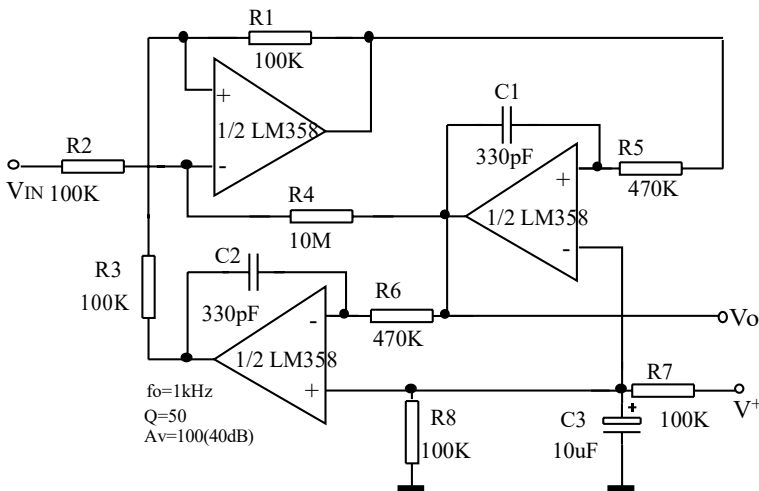 R1
100K
+
1/2 LM358
-
R2
VIN 100K
C1
330pF
R5
470K
+
1/2 LM358
-
R4
10M
R3
100K
C2
330pF
R6
470K
-
1/2 LM358
+
Vo
fo=1kHz
Q=50
Av=100(40dB)
R8
100K
+
C3
10uF
R7
100K
V+